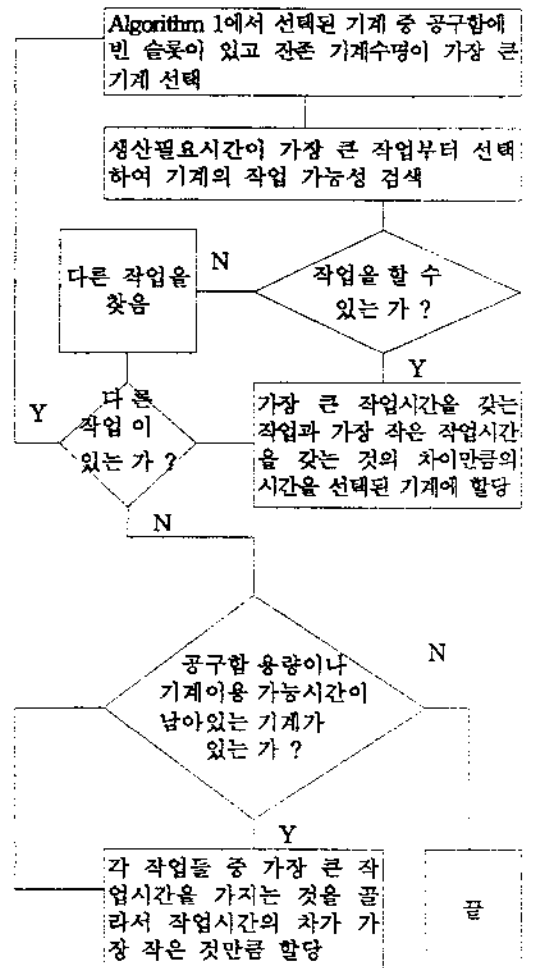 Algorithm 1에서 선택된 기계 중 공구함에
빈 슬롯이 있고 잔존 기계수명이 가장 큰
기계 선택
생산필요시간이 가장 큰 작업부터 선택
하여 기계의 작업 가능성 검색
작업을 할 수
있는 가 ?
N
다른 작업을
찾음
Y
가장 큰 작업시간을 갖는
작업과 가장 작은 작업시간
을 갖는 것의 차이만큼의
시간을 선택된 기계에 할당
Y
다 른
작업 이
있는 가 ?
N
공구함 용량이나
기계이용 가능시간이
남아있는 기계가
있는 가 ?
N
Y
각 작업들 중 가장 큰 작
업시간을 가지는 것을 골
라서 작업시간의 차가 가
장 작은 것만큼 할당
끝